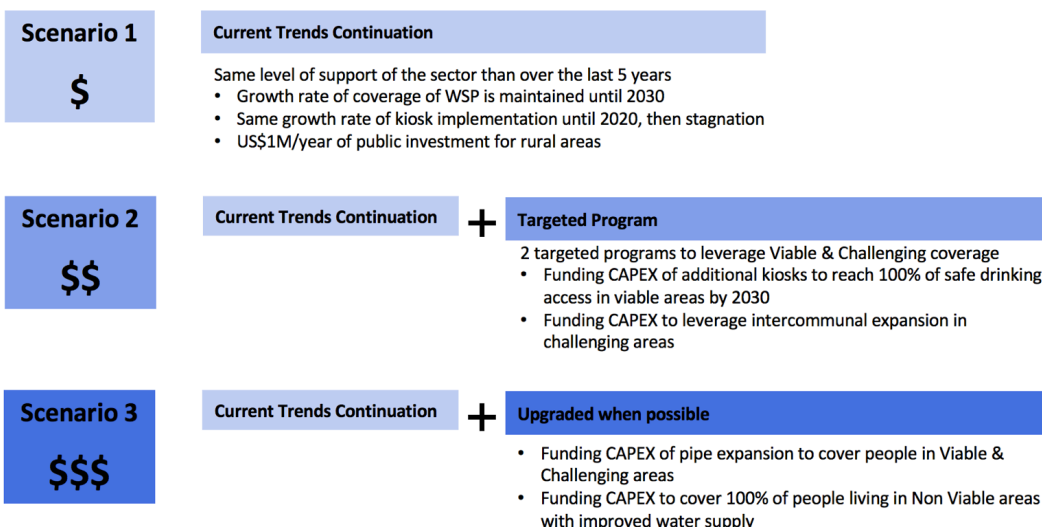 Scenario 1
$
Current Trends Continuation
Same level of support of the sector than over the last 5 years
• Growth rate of coverage of WSP is maintained until 2030
• Same growth rate of kiosk implementation until 2020, then stagnation
• US$1M/year of public investment for rural areas
Scenario 2
$$
Current Trends Continuation
+
Targeted Program
2 targeted programs to leverage Viable & Challenging coverage
• Funding CAPEX of additional kiosks to reach 100% of safe drinking
access in viable areas by 2030
• Funding CAPEX to leverage intercommunal expansion in
challenging areas
Scenario 3
$$$
Current Trends Continuation
+
Upgraded when possible
• Funding CAPEX of pipe expansion to cover people in Viable &
Challenging areas
• Funding CAPEX to cover 100% of people living in Non Viable areas
with improved water supply